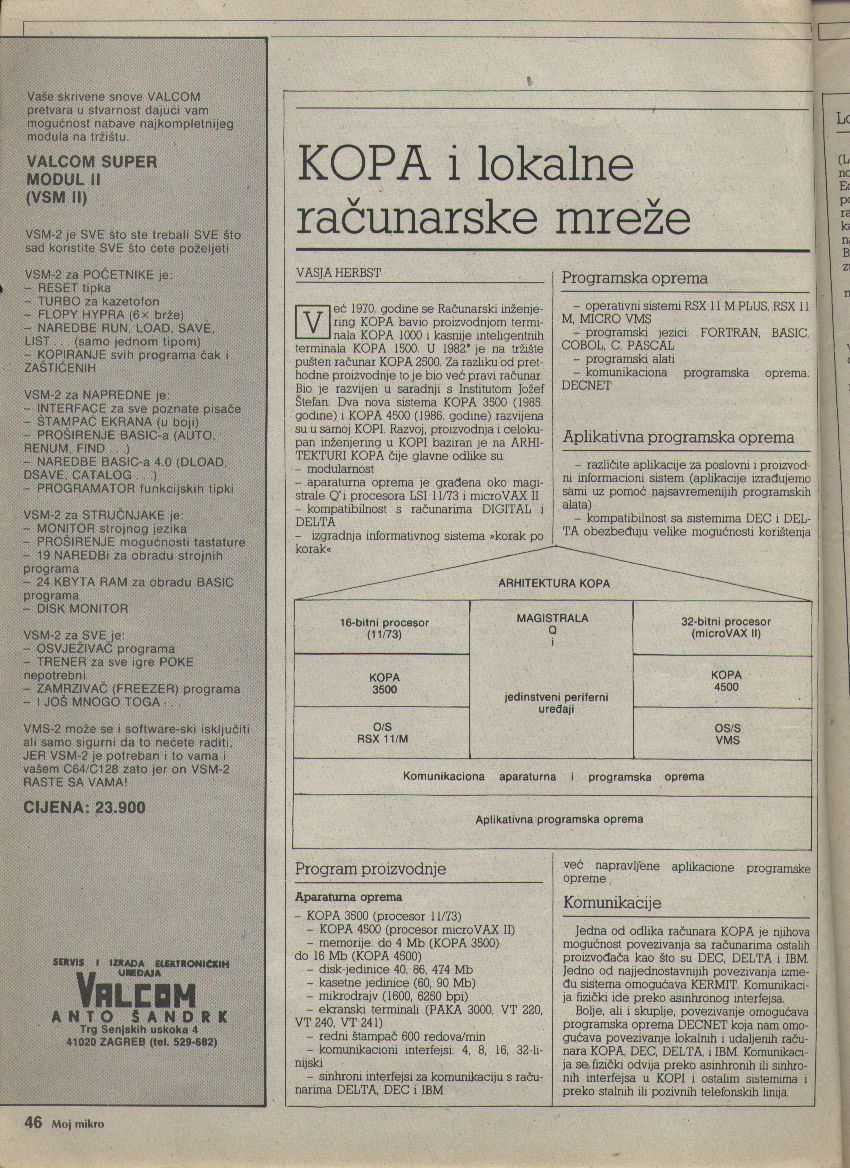 Vaše skrivene snove VALCOM
pretvara u stvarnost dajući vam
mogućnost nabave najkompletnijeg
modula na tržištu.
VALCOM SUPER
MODUL II
(VSM II)
VSM-2 je SVE što ste trebali SVE što
sad koristite SVE što ćete poželjeti
VSM-2 za POČETNIKE je:
– RESET tipka
– TURBO za kazetofon
– FLOPY HYPRA (6× brže)
– NAREDBE RUN, LOAD, SAVE,
LIST . . . (samo jednom tipom)
– KOPIRANJE svih programa čak i
ZAŠTIĆENIH
VSM-2 za NAPREDNE je:
– INTERFACE za sve poznate pisače
– ŠTAMPAČ EKRANA (u boji)
– PROŠIRENJE BASIC-a (AUTO,
RENUM, FIND . . .)
– NAREDBE BASIC-a 4.0 (DLOAD,
DSAVE, CATALOG . . .)
– PROGRAMATOR funkcijskih tipki
VSM-2 za STRUČNJAKE je:
– MONITOR strojnog jezika
– PROŠIRENJE mogućnosti tastature
– 19 NAREDBi za obradu strojnih
programa
– 24 KBYTA RAM za obradu BASIC
programa
– DISK MONITOR
VSM-2 za SVE je:
– OSVJEŽIVAČ programa
– TRENER za sve igre POKE
nepotrebni
– ZAMRZIVAČ (FREEZER) programa
– I JOŠ MNOGO TOGA . . .
VMS-2 može se i software-ski isključiti
ali samo sigurni da to nećete raditi,
JER VSM-2 je potreban i to vama i
vašem C64/C128 zato jer on VSM-2
RASTE SA VAMA!
CIJENA: 23.900
SERVIS I IZRADA ELEKTRONIČKIH
UREĐAJA
VALCOM
ANTO ŠANDRK
Trg Senjskih uskoka 4
41020 ZAGREB (tel. 529-682)
46 Moj mikro
KOPA i lokalne
računarske mreže
VASJA HERBST
Već 1970. godine se Računarski inženje-
ring KOPA bavio proizvodnjom termi-
nala KOPA 1000 i kasnije inteligentnih
terminala KOPA 1500. U 1982.* je na tržište
pušten računar KOPA 2500. Za razliku od pret-
hodne proizvodnje to je bio već pravi računar.
Bio je razvijen u saradnji s Institutom Jožef
Štefan. Dva nova sistema KOPA 3500 (1985.
godine) i KOPA 4500 (1986. godine) razvijena
su u samoj KOPI. Razvoj, proizvodnja i celoku-
pan inženjering u KOPI baziran je na ARHI-
TEKTURI KOPA čije glavne odlike su:
– modularnost
– aparaturna oprema je građena oko magi-
strale Q'i procesora LSI 11/73 i microVAX II
– kompatibilnost s računarima DIGITAL i
DELTA
– izgradnja informativnog sistema »korak po
korak«
Programska oprema
– operativni sistemi RSX 11 M PLUS, RSX 11
M, MICRO VMS
– programski jezici: FORTRAN, BASIC,
COBOL, C, PASCAL
– programski alati
– komunikaciona programska oprema:
DECNET
Aplikativna programska oprema
– različite aplikacije za poslovni i proizvod-
ni informacioni sistem (aplikacije izrađujemo
sami uz pomoć najsavremenijih programskih
alata)
– kompatibilnost sa sistemima DEC i DEL-
TA obezbeđuju velike mogućnosti korištenja
ARHITEKTURA KOPA
16-bitni procesor
(11/73)
MAGISTRALA
Q
i
32-bitni procesor
(microVAX II)
KOPA
3500
jedinstveni periferni
uređaji
KOPA
4500
O/S
RSX 11/M
OS/S
VMS
Komunikaciona aparaturna i programska oprema
Aplikativna programska oprema
Program proizvodnje
Aparaturna oprema
– KOPA 3500 (procesor 11/73)
– KOPA 4500 (procesor microVAX II)
– memorije: do 4 Mb (KOPA 3500)
do 16 Mb (KOPA 4500)
– disk-jedinice 40, 86, 474 Mb
– kasetne jedinice (60, 90 Mb)
– mikrodrajv (1600, 6250 bpi)
– ekranski terminali (PAKA 3000, VT 220,
VT 240, VT 241)
– redni štampač 600 redova/min
– komunikacioni interfejsi: 4, 8, 16, 32-li-
nijski
– sinhroni interfejsi za komunikaciju s raču-
narima DELTA, DEC i IBM
već napravljene aplikacione programske
opreme.
Komunikacije
Jedna od odlika računara KOPA je njihova
mogućnost povezivanja sa računarima ostalih
proizvođača kao što su DEC, DELTA i IBM.
Jedno od najjednostavnijih povezivanja izme-
đu sistema omogućava KERMIT. Komunikaci-
ja fizički ide preko asinhronog interfejsa.
Bolje, ali i skuplje, povezivanje omogućava
programska oprema DECNET koja nam omo-
gućava povezivanje lokalnih i udaljenih raču-
nara KOPA, DEC, DELTA, i IBM. Komunikaci-
ja se fizički odvija preko asinhronih ili sinhro-
nih interfejsa u KOPI i ostalim sistemima i
preko stalnih ili pozivnih telefonskih linija.